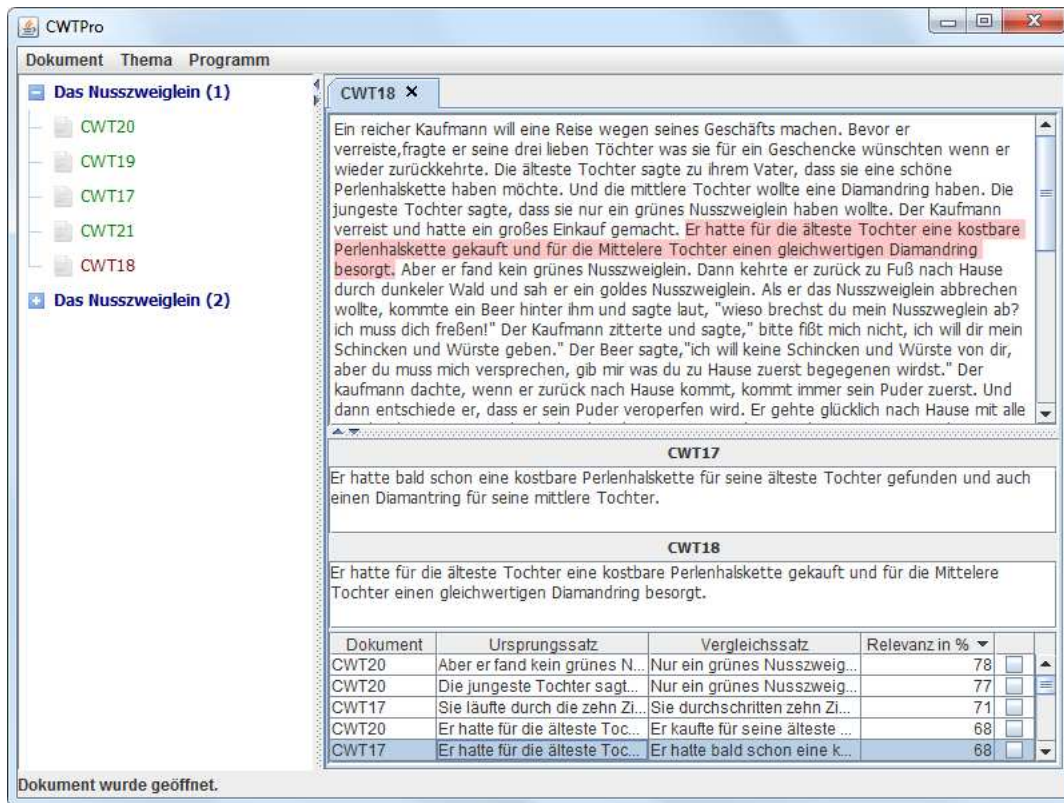 CWTPro
Dokument Thema Programm
Das Nusszweiglein (1)
CWT20
CWT19
CWT17
CWT21
CWT18
Das Nusszweiglein (2)
CWT18
Ein reicher Kaufmann will eine Reise wegen seines Geschäfts machen. Bevor er
verreiste,fragte er seine drei lieben Töchter was sie für ein Geschencke wünschten wenn er
wieder zurückkehrte. Die älteste Tochter sagte zu ihrem Vater, dass sie eine schöne
Perlenhalskette haben möchte. Und die mittlere Tochter wollte eine Diamandring haben. Die
jungeste Tochter sagte, dass sie nur ein grünes Nusszweiglein haben wollte. Der Kaufmann
verreist und hatte ein großes Einkauf gemacht. Er hatte für die älteste Tochter eine kostbare
Perlenhalskette gekauft und für die Mittelere Tochter einen gleichwertigen Diamandring
besorgt. Aber er fand kein grünes Nusszweiglein. Dann kehrte er zurück zu Fuß nach Hause
durch dunkeler Wald und sah er ein goldes Nusszweiglein. Als er das Nusszweiglein abbrechen
wollte, kommte ein Beer hinter ihm und sagte laut, "wieso brechst du mein Nusszweglein ab?
ich muss dich freßen!" Der Kaufmann zitterte und sagte," bitte fißt mich nicht, ich will dir mein
Schincken und Würste geben." Der Beer sagte,"ich will keine Schincken und Würste von dir,
aber du muss mich versprechen, gib mir was du zu Hause zuerst begegenen wirdst." Der
kaufmann dachte, wenn er zurück nach Hause kommt, kommt immer sein Puder zuerst. Und
dann entschiede er, dass er sein Puder veroperfen wird. Er gehte glücklich nach Hause mit alle
CWT17
Er hatte bald schon eine kostbare Perlenhalskette für seine älteste Tochter gefunden und auch
einen Diamantring für seine mittlere Tochter.
CWT18
Er hatte für die älteste Tochter eine kostbare Perlenhalskette gekauft und für die Mittelere
Tochter einen gleichwertigen Diamandring besorgt.
Dokument Ursprungssatz Vergleichssatz Relevanz in %
CWT20 Aber er fand kein grünes N... Nur ein grünes Nusszweig... 78
CWT20 Die jungeste Tochter sagt... Nur ein grünes Nusszweig... 77
CWT17 Sie läufte durch die zehn Zi... Sie durchschritten zehn Zi... 71
CWT20 Er hatte für die älteste Toc... Er kaufte für seine älteste ... 68
CWT17 Er hatte für die älteste Toc... Er hatte bald schon eine k... 68
Dokument wurde geöffnet.